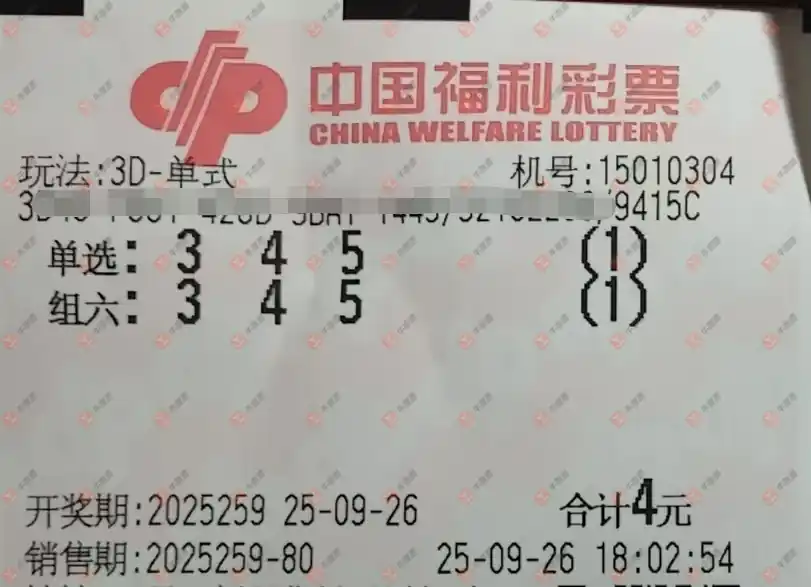 中国福利彩票
CHINA WELFARE LOTTERY
玩法:3D-单式 机号:15010304
/9415C
单选: 3 4 5 (1)
组六: 3 4 5 (1)
开奖期:2025259 25-09-26 合计4元
销售期:2025259-80 25-09-26 18:02:54